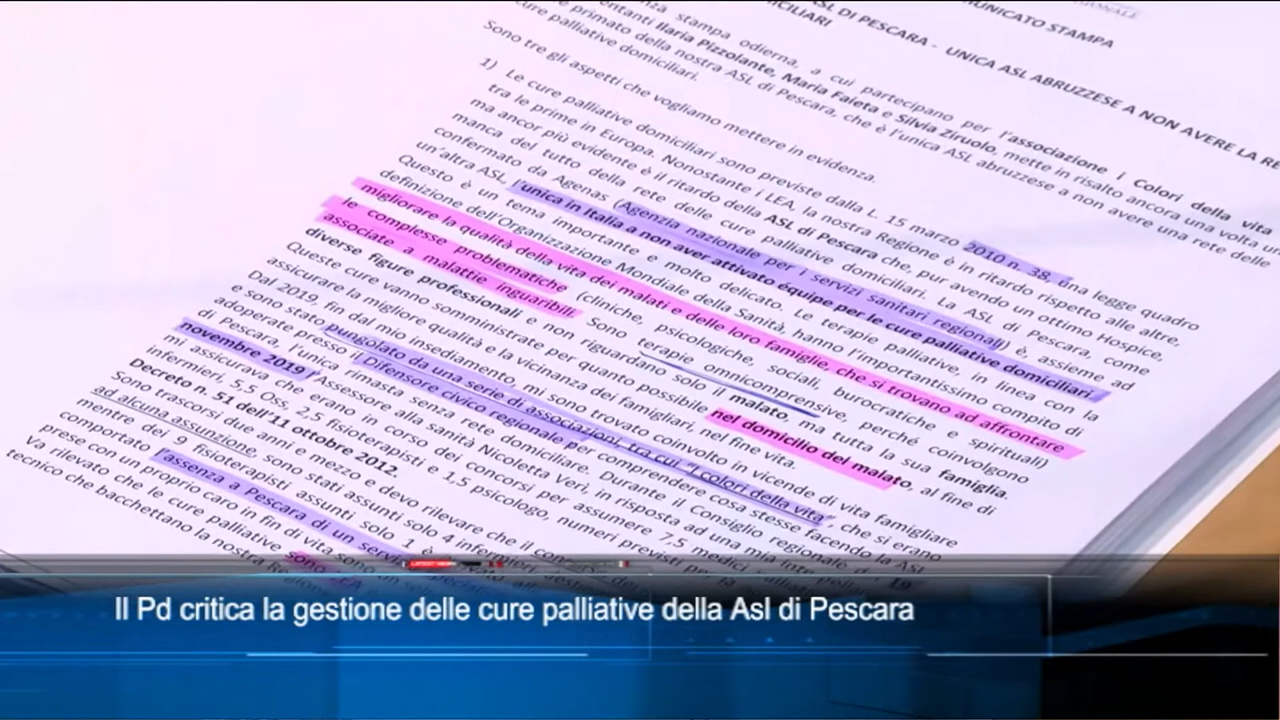 REGIONALE
COMUNICATO STAMPA
ASL DI PESCARA - UNICA ASL ABRUZZESE A NON AVERE LA RE
stampa odierna, a cui partecipano per l'associazione I Colori della vita
Ilaria Pizzolante, Maria Faieta e Silvia Ziruolo, mette in risalto ancora una volta
primato della nostra ASL di Pescara, che è l'unica ASL abruzzese a non avere una rete delle
cure palliative domiciliari.
Sono tre gli aspetti che vogliamo mettere in evidenza.
1) Le cure palliative domiciliari sono previste dalla L. 15 marzo 2010 n. 38, una legge quadro
tra le prime in Europa. Nonostante i LEA, la nostra Regione è in ritardo rispetto alle altre,
ma ancor più evidente è il ritardo della ASL di Pescara che, pur avendo un ottimo Hospice,
manca del tutto della rete delle cure palliative domiciliari. La ASL di Pescara, come
confermato da Agenas (Agenzia nazionale per i servizi sanitari regionali) è, assieme ad
un'altra ASL l'unica in Italia a non aver attivato équipe per le cure palliative domiciliari.
Questo è un tema importante e molto delicato. Le terapie palliative, in linea con la
definizione dell'Organizzazione Mondiale della Sanità, hanno l'importantissimo compito di
migliorare la qualità della vita dei malati e delle loro famiglie, che si trovano ad affrontare
le complesse problematiche (cliniche, psicologiche, sociali, burocratiche e spirituali)
associate a malattie inguaribili. Sono terapie omnicomprensive, perché coinvolgono
diverse figure professionali e non riguardano solo il malato, ma tutta la sua famiglia.
Queste cure vanno somministrate per quanto possibile nel domicilio del malato, al fine di
assicurare la migliore qualità e la vicinanza dei famigliari, nel fine vita.
Dal 2019, fin dal mio insediamento, mi sono trovato coinvolto in vicende di vita famigliare
e sono stato pungolato da una serie di associazioni, tra cui "I colori della vita", che si erano
adoperate presso il Difensore civico regionale per comprendere cosa stesse facendo la ASL
di Pescara, l'unica rimasta senza rete domiciliare. Durante il Consiglio regionale del 19
novembre 2019 l'Assessore alla sanità Nicoletta Verì, in risposta ad una mia
mi assicurava che erano in corso dei concorsi per assumere 7.5 medici
infermieri, 5,5 Oss, 2,5 fisioterapisti e 1,5 psicologo, numeri previsti
Decreto n. 51 dell'11 ottobre 2012.
Sono trascorsi due anni e mezzo e devo rilevare che
ad alcuna assunzione, sono stati assunti solo 4 infermieri,
mentre dei 9 fisioterapisti assunti solo 1 è
comportato l'assenza a Pescara di un
prese con un proprio caro in fin di vita sono
Va rilevato che le cure palliative sono LEA
tecnico che bacchettano la nostra
LATEST NEWS
Il Pd critica la gestione delle cure palliative della Asl di Pescara